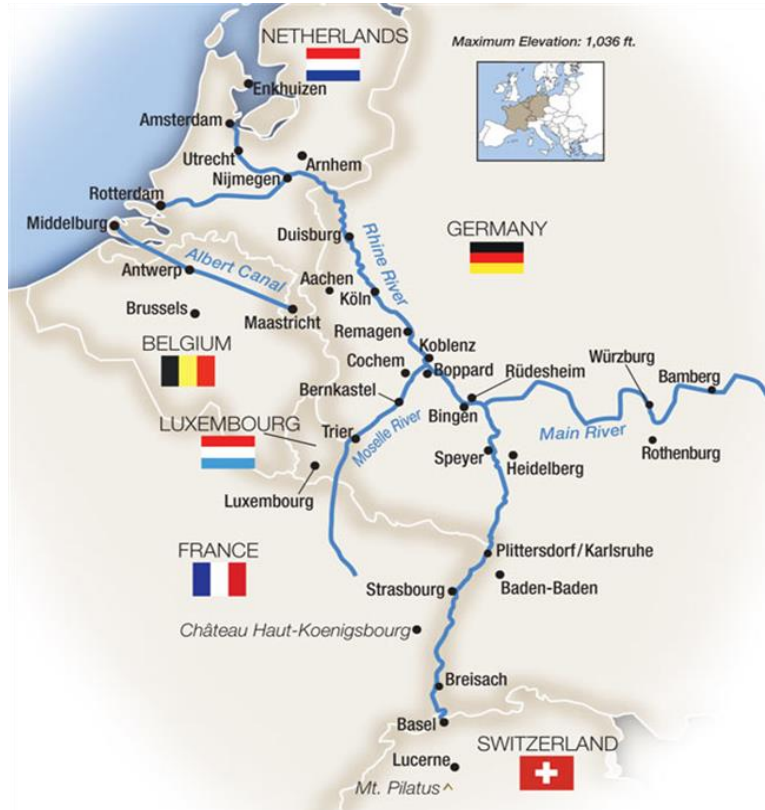 NETHERLANDS
Maximum Elevation: 1,036 ft.
Enkhuizen
Amsterdam
Utrecht
Arnhem
Nijmegen
Rotterdam
Middelburg
Duisburg
Rhine River
GERMANY
Antwerp
Albert Canal
Aachen
Köln
Brussels
Maastricht
Remagen
BELGIUM
Koblenz
Cochem
Boppard
Rüdesheim
Würzburg
Bamberg
Bernkastel
Bingen
LUXEMBOURG
Trier
Moselle River
Main River
Speyer
Heidelberg
Rothenburg
Luxembourg
FRANCE
Plittersdorf/Karlsruhe
Strasbourg
Baden-Baden
Château Haut-Koenigsbourg
Breisach
Basel
SWITZERLAND
Lucerne
Mt. Pilatus